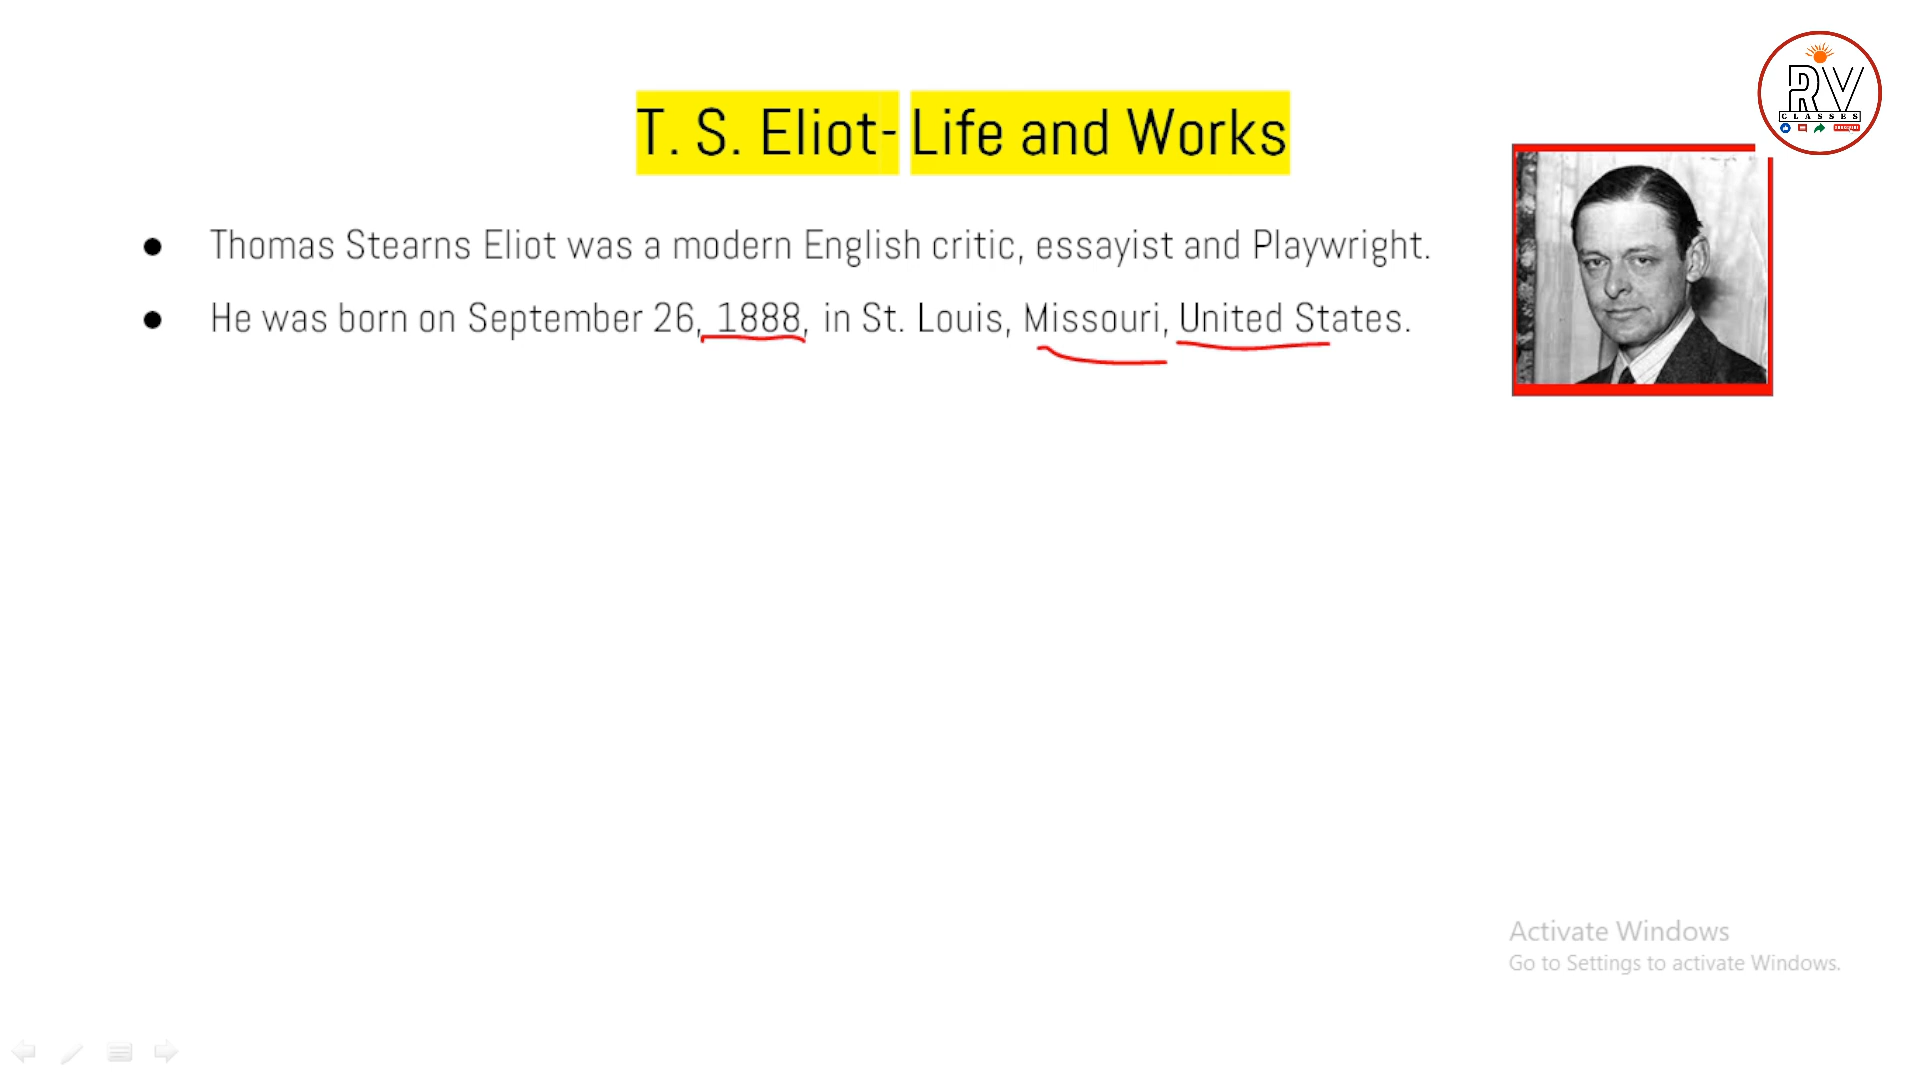 RV
CLASSES
T. S. Eliot- Life and Works
● Thomas Stearns Eliot was a modern English critic, essayist and Playwright.
● He was born on September 26, 1888, in St. Louis, Missouri, United States.
Activate Windows
Go to Settings to activate Windows.